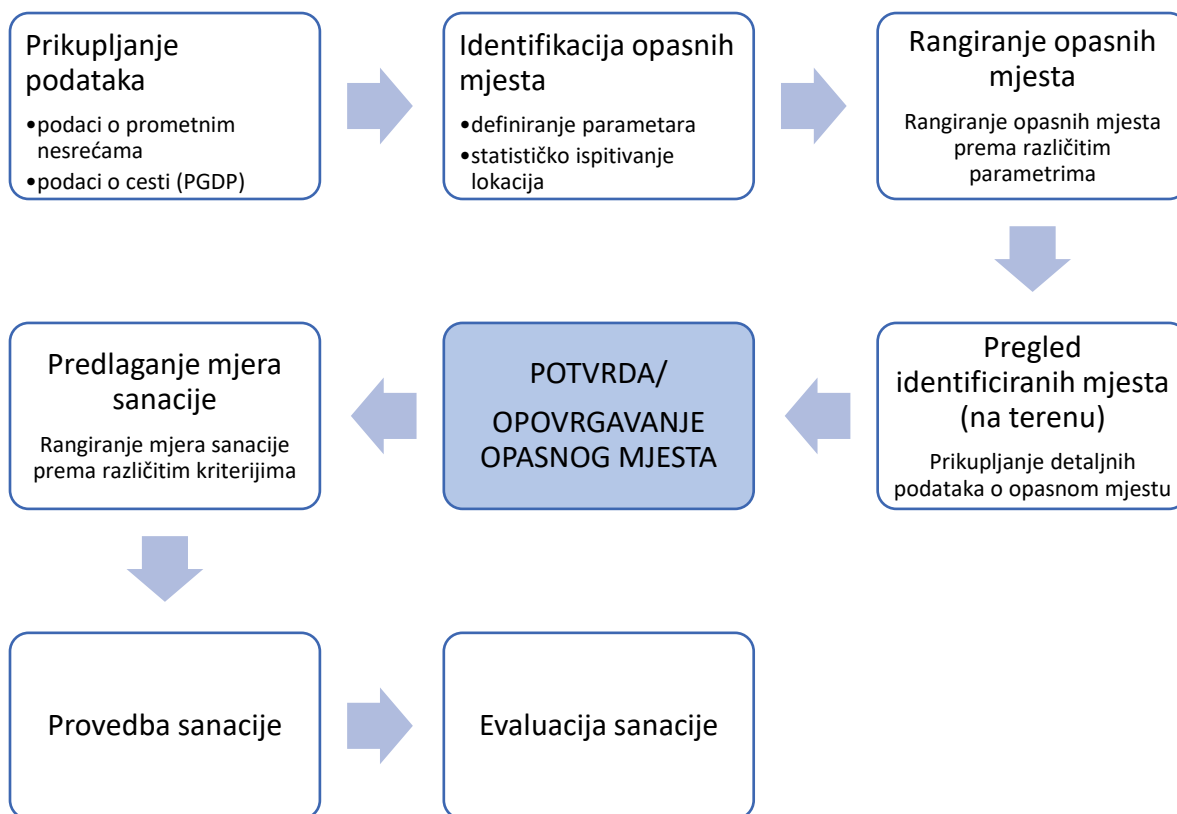 Prikupljanje
podataka
•podaci o prometnim
nesrećama
•podaci o cesti (PGDP)
Identifikacija opasnih
mjesta
•definiranje parametara
•statističko ispitivanje
lokacija
Rangiranje opasnih
mjesta
Rangiranje opasnih mjesta
prema različitim
parametrima
Pregled
identificiranih mjesta
(na terenu)
Prikupljanje detaljnih
podataka o opasnom mjestu
POTVRDA/
OPOVRGAVANJE
OPASNOG MJESTA
Predlaganje mjera
sanacije
Rangiranje mjera sanacije
prema različitim kriterijima
Provedba sanacije
Evaluacija sanacije